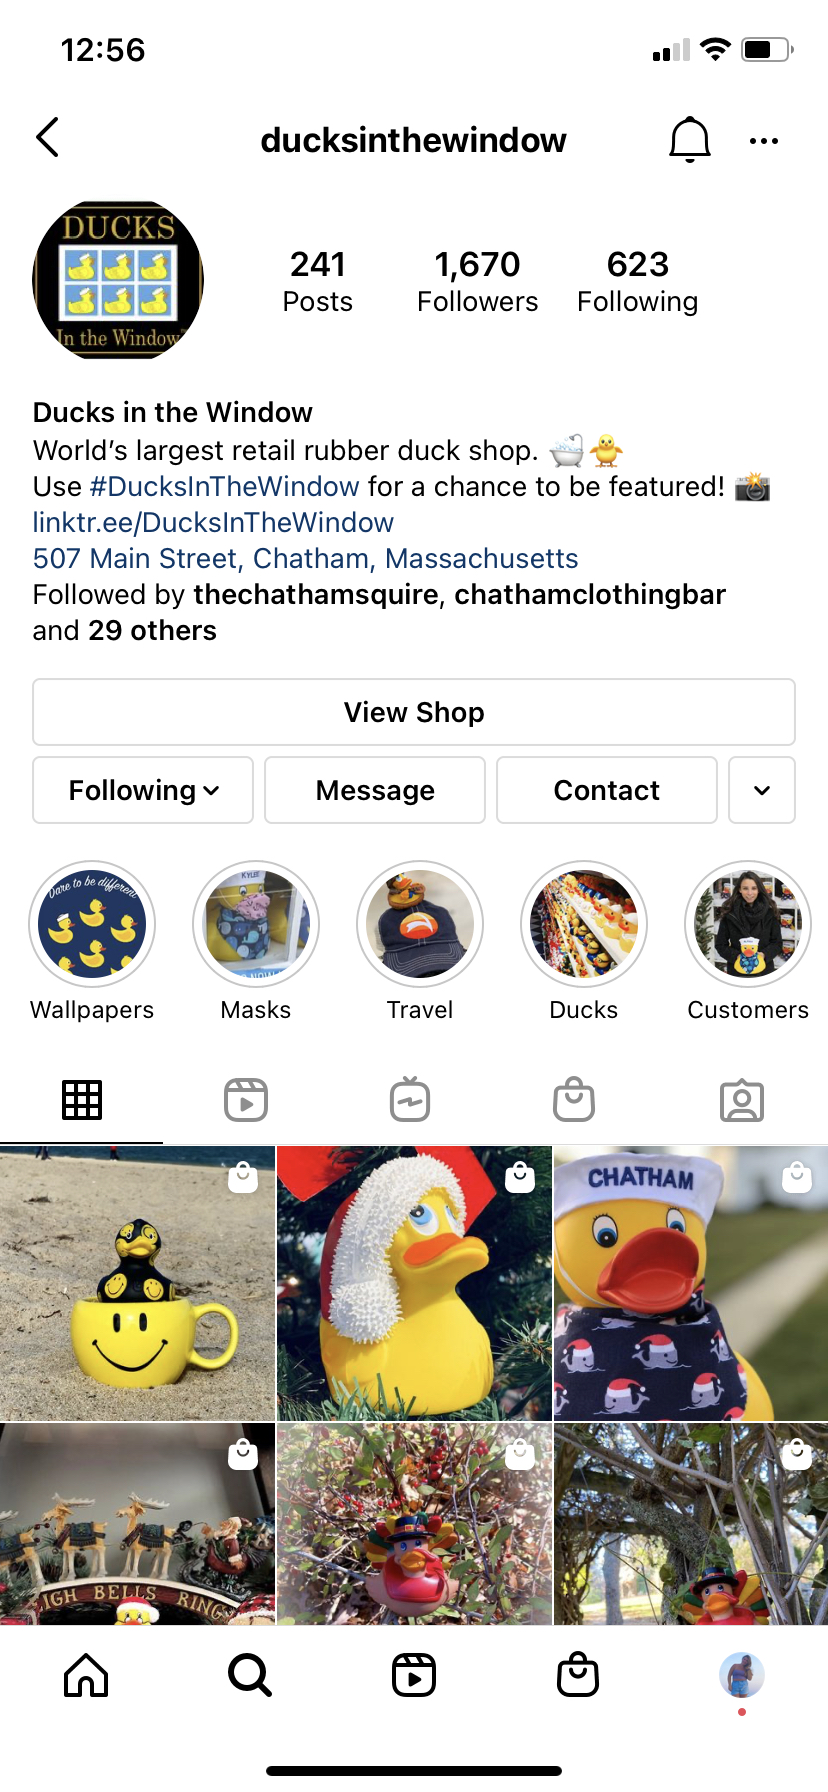 12:56
ducksinthewindow
DUCKS
In the Window
241
1,670
623
Posts
Followers
Following
Ducks in the Window
World's largest retail rubber duck shop. 🛁🐥
Use #DucksInTheWindow for a chance to be featured! 📸
linktr.ee/DucksInTheWindow
507 Main Street, Chatham, Massachusetts
Followed by thechathamsquire, chathamclothingbar
and 29 others
View Shop
Following
Message
Contact
Dare to be different
KYLEE
Wallpapers
Masks
Travel
Ducks
Customers
CHATHAM
EIGH BELLS RING